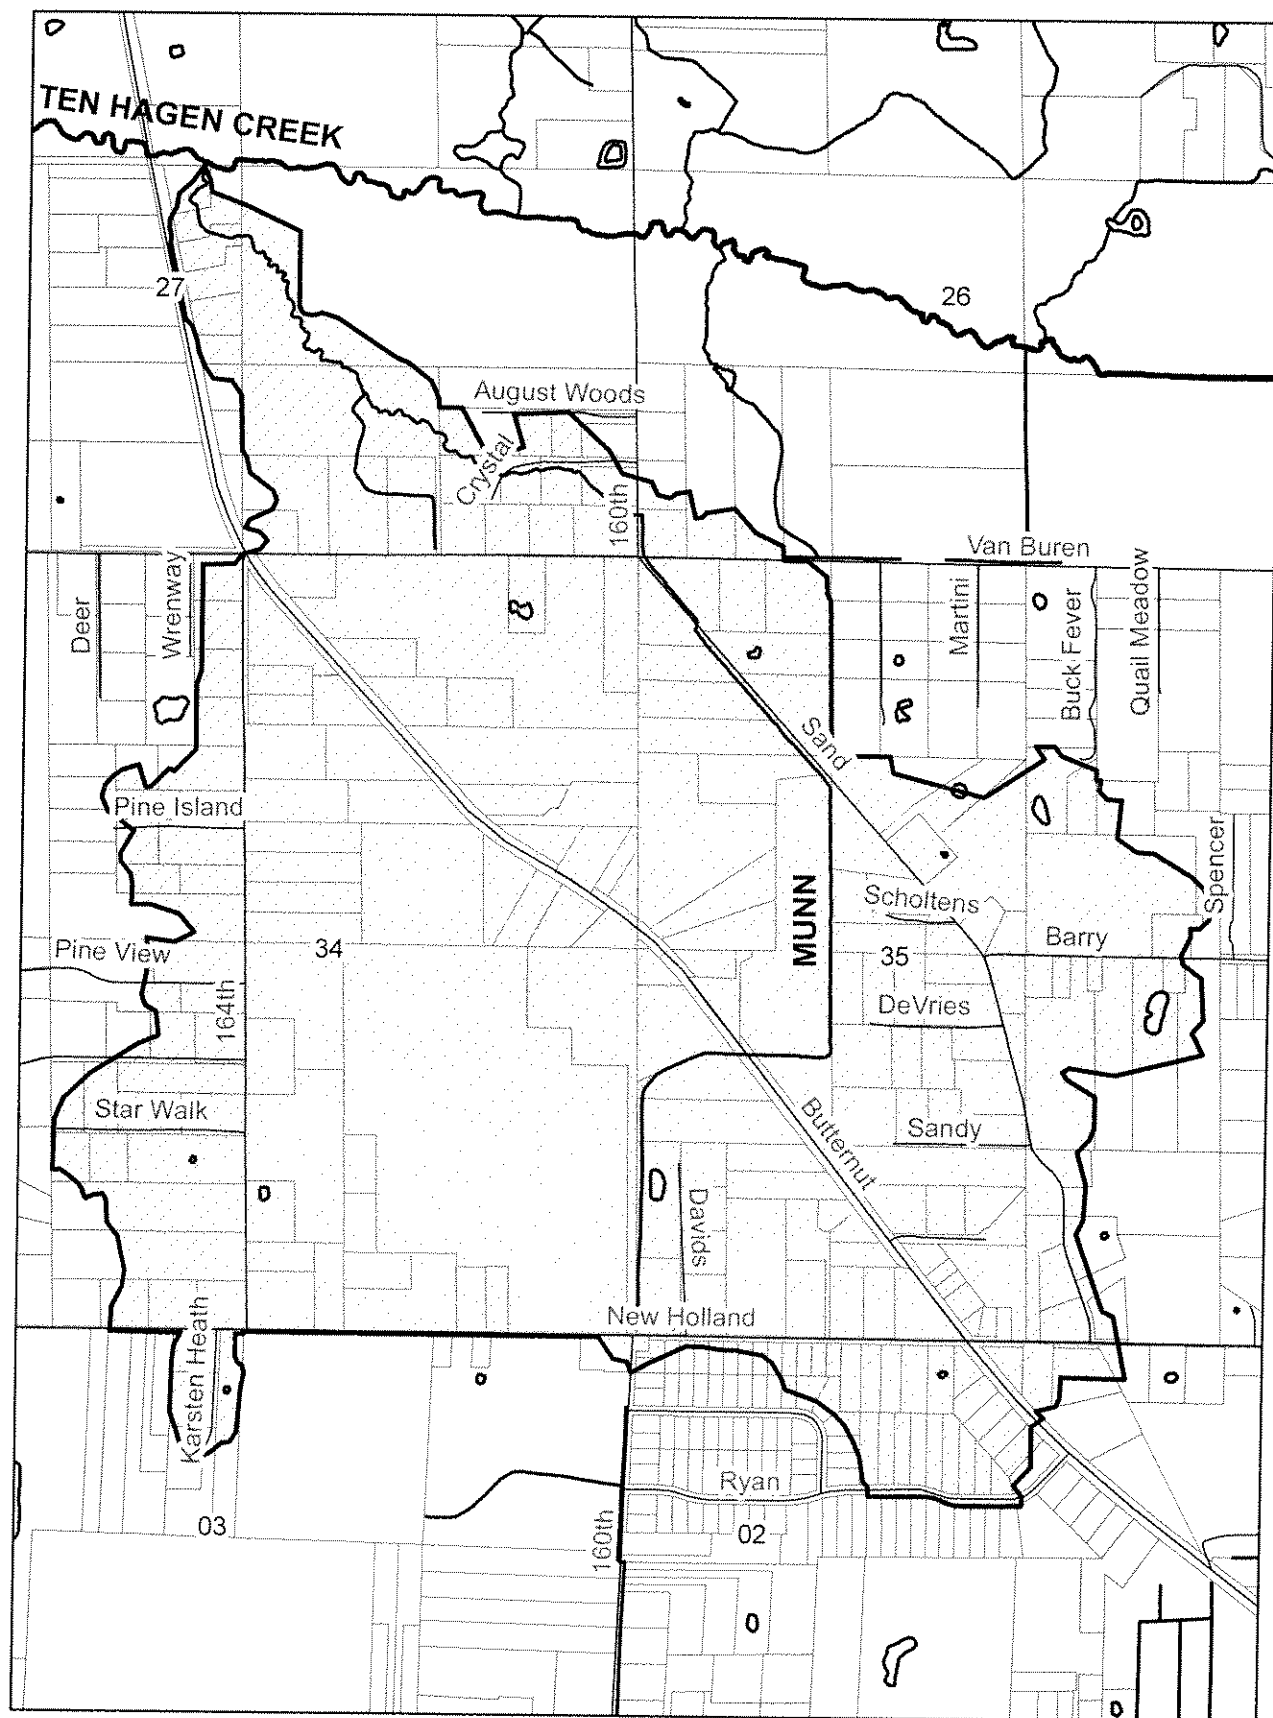 TEN HAGEN CREEK
27
26
August Woods
Crystal
160th
Van Buren
Deer
Wrenway
Martini
Buck Fever
Quail Meadow
Sand
Pine Island
Spencer
MUNN
Scholtens
Barry
Pine View
34
35
164th
DeVries
Star Walk
Butternut
Sandy
Davids
New Holland
Karsten Heath
Ryan
03
160th
02